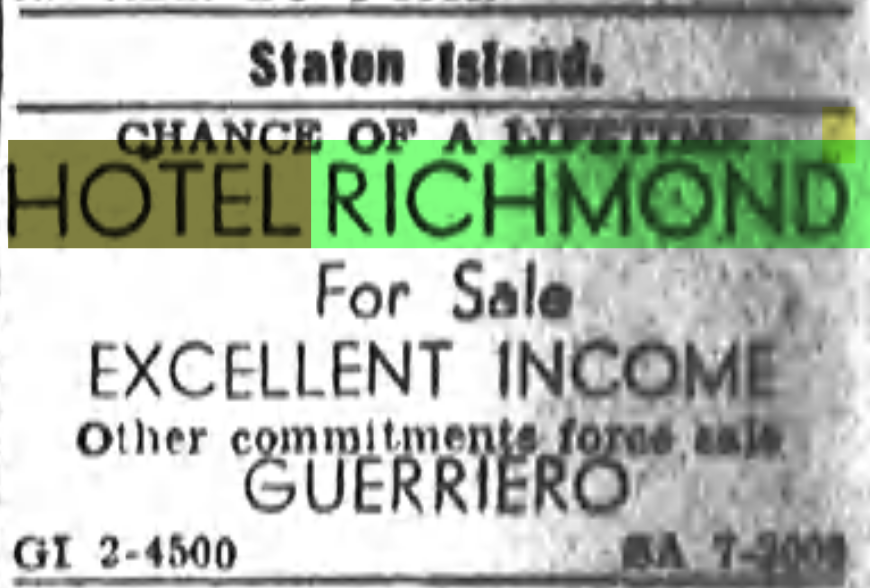 Staten Island.
CHANCE OF A LIFETIME
HOTEL RICHMOND
For Sale
EXCELLENT INCOME
Other commitments force sale
GUERRIERO
GI 2-4500